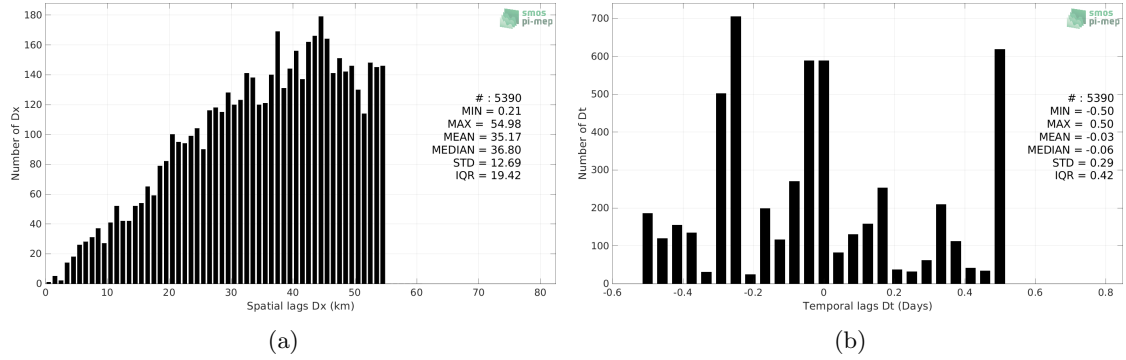 180
160
140
120
100
80
60
40
20
0
Number of Dx
0 10 20 30 40 50 60 70 80
Spatial lags Dx (km)
smos
pi-mep
# : 5390
MIN = 0.21
MAX = 54.98
MEAN = 35.17
MEDIAN = 36.80
STD = 12.69
IQR = 19.42
(a)
700
600
500
400
300
200
100
0
Number of Dt
-0.6 -0.4 -0.2 0 0.2 0.4 0.6 0.8
Temporal lags Dt (Days)
smos
pi-mep
# : 5390
MIN = -0.50
MAX = 0.50
MEAN = -0.03
MEDIAN = -0.06
STD = 0.29
IQR = 0.42
(b)